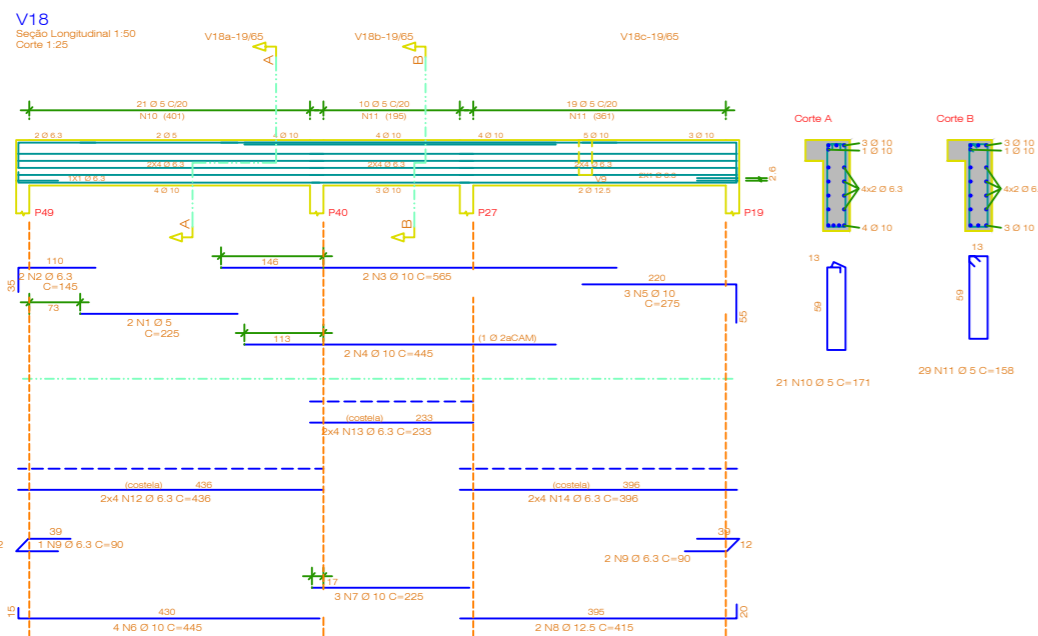 V18
Seção Longitudinal 1:50
Corte 1:25
V18a-19/65
V18b-19/65
V18c-19/65
A
B
21 Ø 5 C/20
N10 (401)
10 Ø 5 C/20
N11 (195)
19 Ø 5 C/20
N11 (361)
2 Ø 6.3
2 Ø 5
4 Ø 10
4 Ø 10
4 Ø 10
5 Ø 10
3 Ø 10
2X4 Ø 6.3
2X4 Ø 6.3
2X4 Ø 6.3
1X1 Ø 6.3
V9
2X1 Ø 6.3
2.6
4 Ø 10
3 Ø 10
2 Ø 12.5
P49
P40
P27
P19
A
B
Corte A
3 Ø 10
1 Ø 10
4x2 Ø 6.3
4 Ø 10
Corte B
3 Ø 10
1 Ø 10
4x2 Ø 6.
3 Ø 10
13
59
21 N10 Ø 5 C=171
13
59
29 N11 Ø 5 C=158
110
2 N2 Ø 6.3
C=145
35
146
2 N3 Ø 10 C=565
220
3 N5 Ø 10
C=275
55
73
2 N1 Ø 5
C=225
113
(1 Ø 2aCAM)
2 N4 Ø 10 C=445
(costela) 233
2x4 N13 Ø 6.3 C=233
(costela) 436
2x4 N12 Ø 6.3 C=436
(costela) 396
2x4 N14 Ø 6.3 C=396
39
2
1 N9 Ø 6.3 C=90
39
12
2 N9 Ø 6.3 C=90
17
3 N7 Ø 10 C=225
15
430
4 N6 Ø 10 C=445
395
20
2 N8 Ø 12.5 C=415